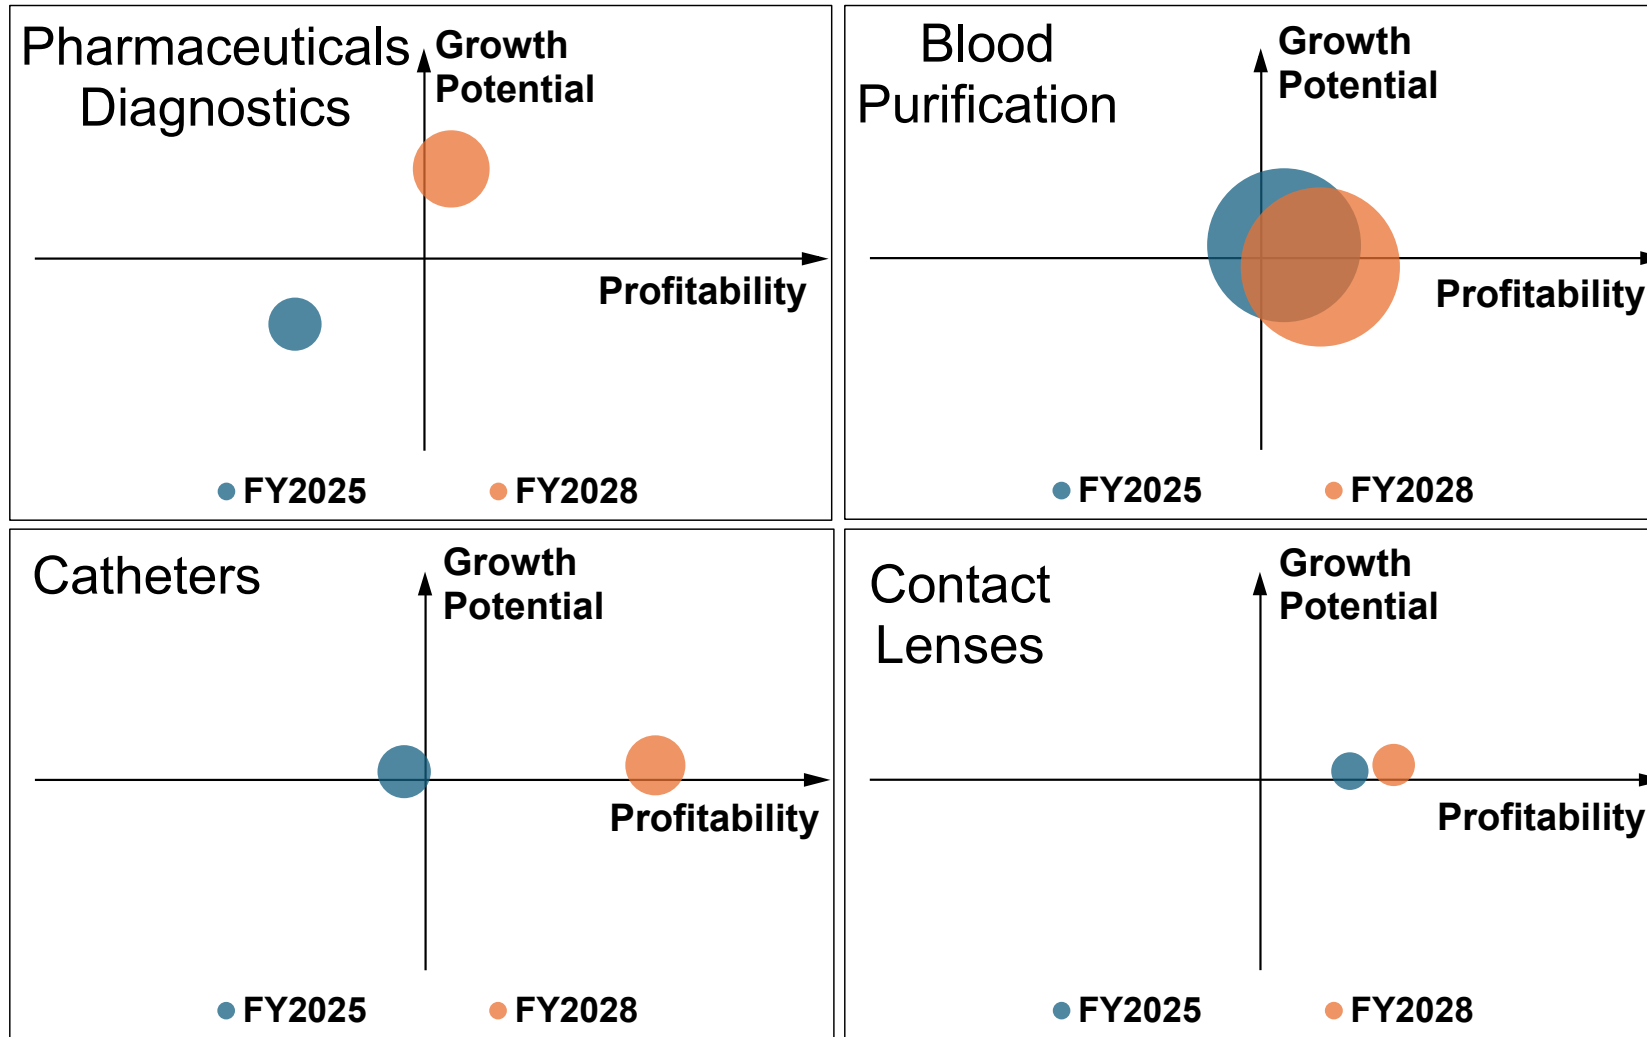 Pharmaceuticals
Diagnostics
Growth
Potential
Profitability
FY2025
FY2028
Blood
Purification
Growth
Potential
Profitability
FY2025
FY2028
Catheters
Growth
Potential
Profitability
FY2025
FY2028
Contact
Lenses
Growth
Potential
Profitability
FY2025
FY2028